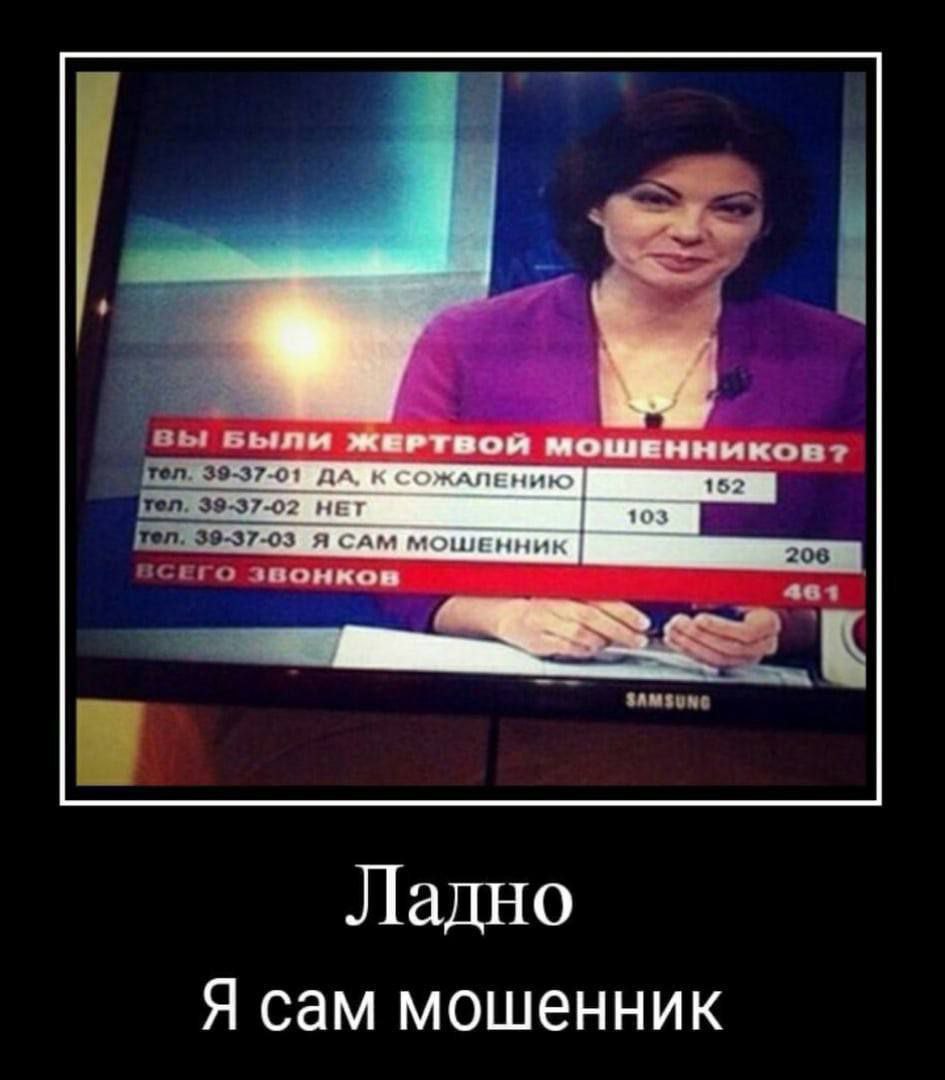 ВЫ БЫЛИ ЖЕРТВОЙ МОШЕННИКОВ?
тел. 39-37-01 ДА, К СОЖАЛЕНИЮ 152
тел. 39-37-02 НЕТ 103
тел. 39-37-03 Я САМ МОШЕННИК 206
ВСЕГО ЗВОНКОВ 461
SAMSUNG
Ладно
Я сам мошенник